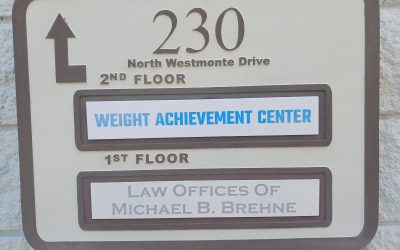 230
North Westmonte Drive
2ND FLOOR
WEIGHT ACHIEVEMENT CENTER
1ST FLOOR
LAW OFFICES OF
MICHAEL B. BREHNE